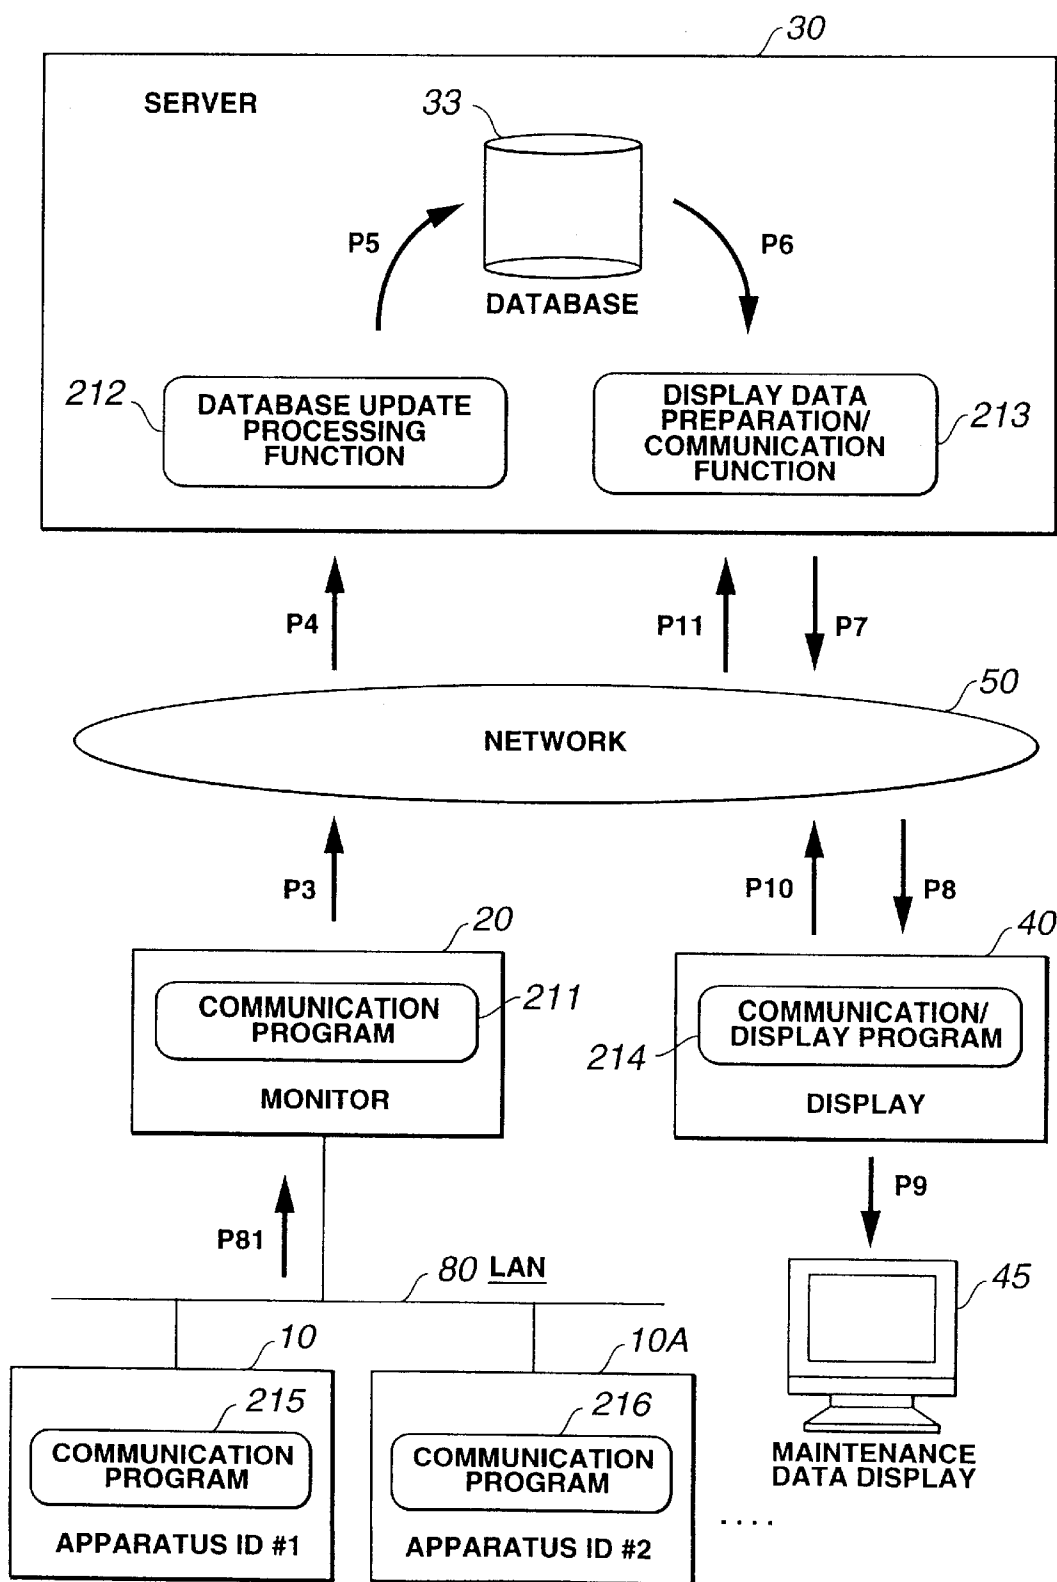 30
SERVER
33
P5
P6
DATABASE
212
DATABASE UPDATE
PROCESSING
FUNCTION
DISPLAY DATA
PREPARATION/
COMMUNICATION
FUNCTION
213
P4
P11
P7
50
NETWORK
P3
P10
P8
20
40
COMMUNICATION
PROGRAM
211
MONITOR
COMMUNICATION/
DISPLAY PROGRAM
214
DISPLAY
P9
P81
80 LAN
45
10
10A
215
COMMUNICATION
PROGRAM
APPARATUS ID #1
216
COMMUNICATION
PROGRAM
APPARATUS ID #2
....
MAINTENANCE
DATA DISPLAY